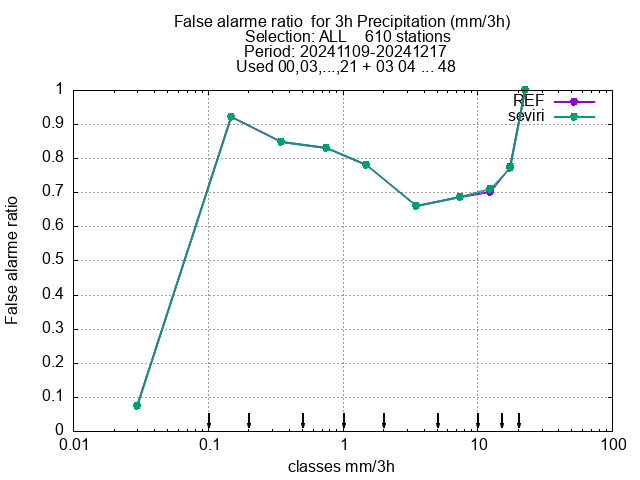 False alarme ratio  for 3h Precipitation (mm/3h)
Selection: ALL    610 stations
Period: 20241109-20241217
Used 00,03,...,21 + 03 04 ... 48
REF
seviri
1
0.9
0.8
0.7
0.6
0.5
0.4
0.3
0.2
0.1
0
False alarme ratio
0.01 0.1 1 10 100
classes mm/3h